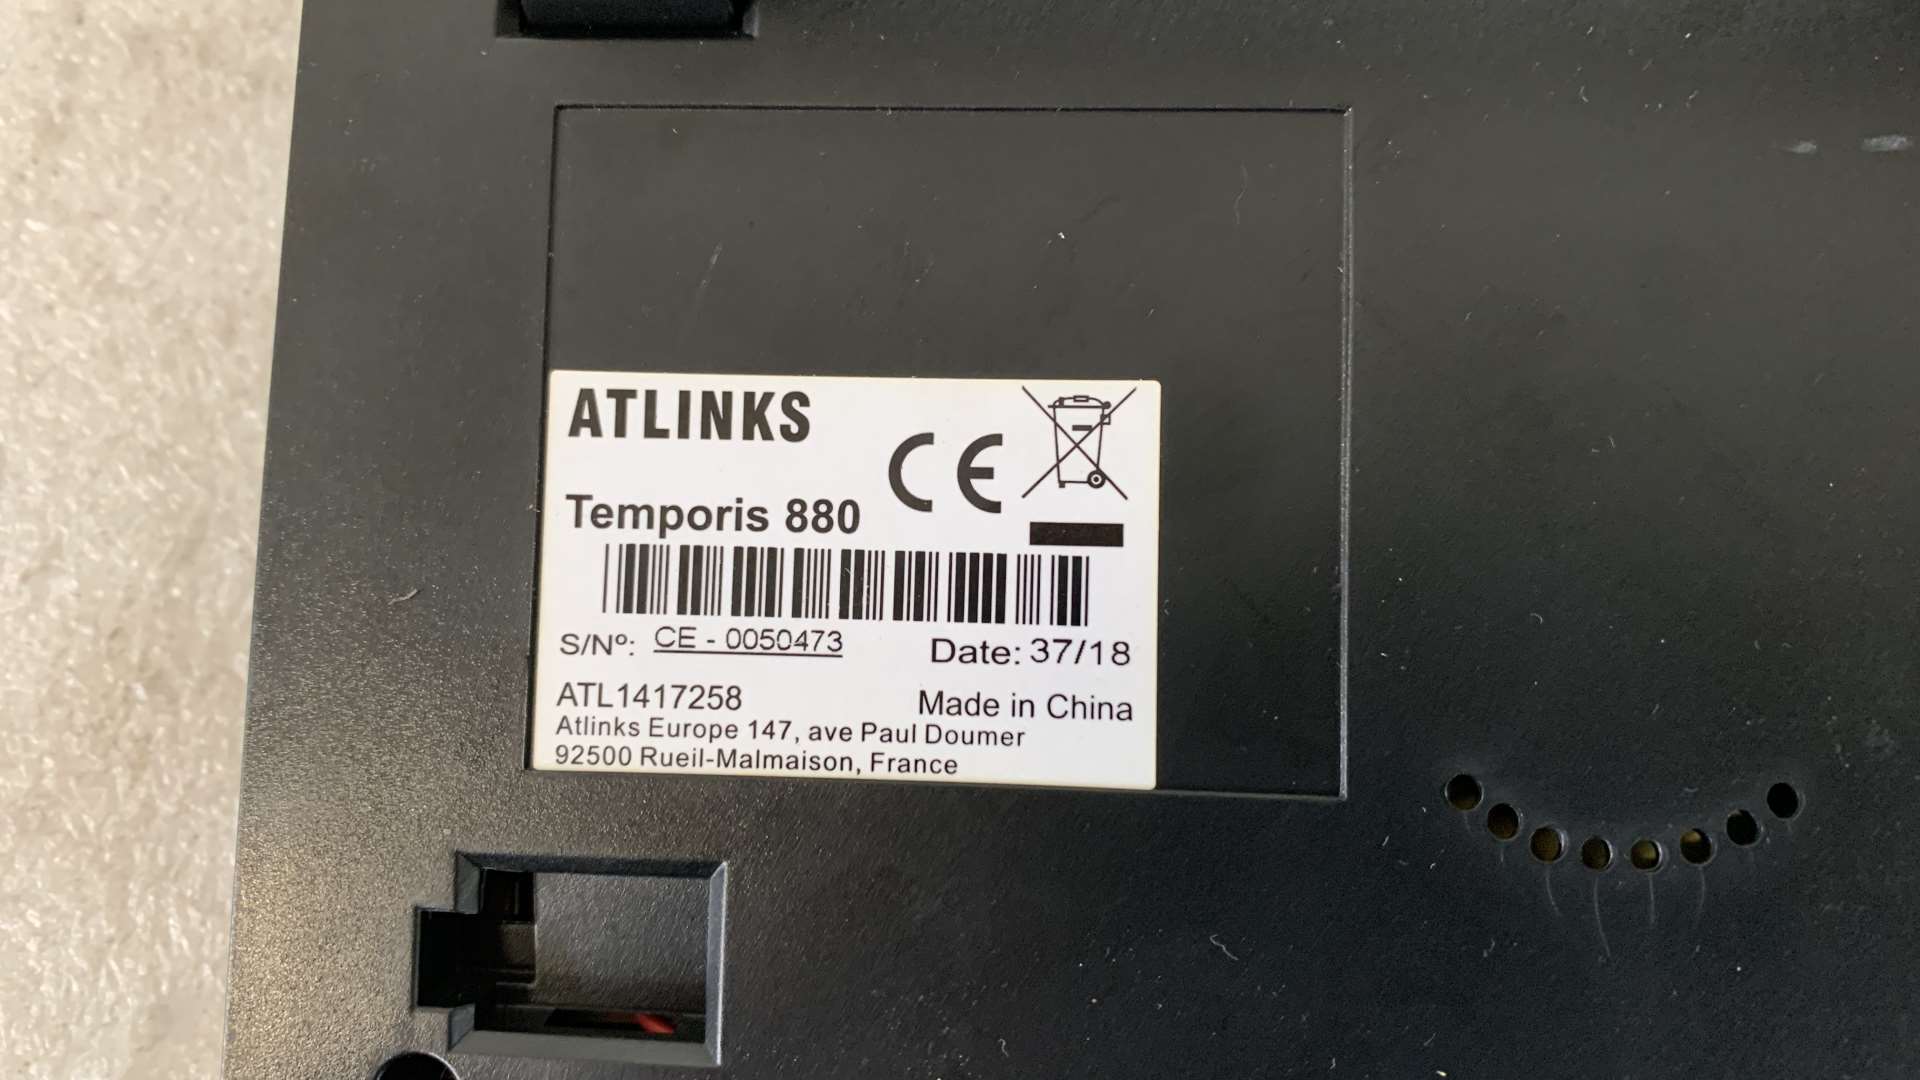 ATLINKS
CE
Temporis 880
S/Nº: CE - 0050473 Date: 37/18
ATL1417258 Made in China
Atlinks Europe 147, ave Paul Doumer
92500 Rueil-Malmaison, France